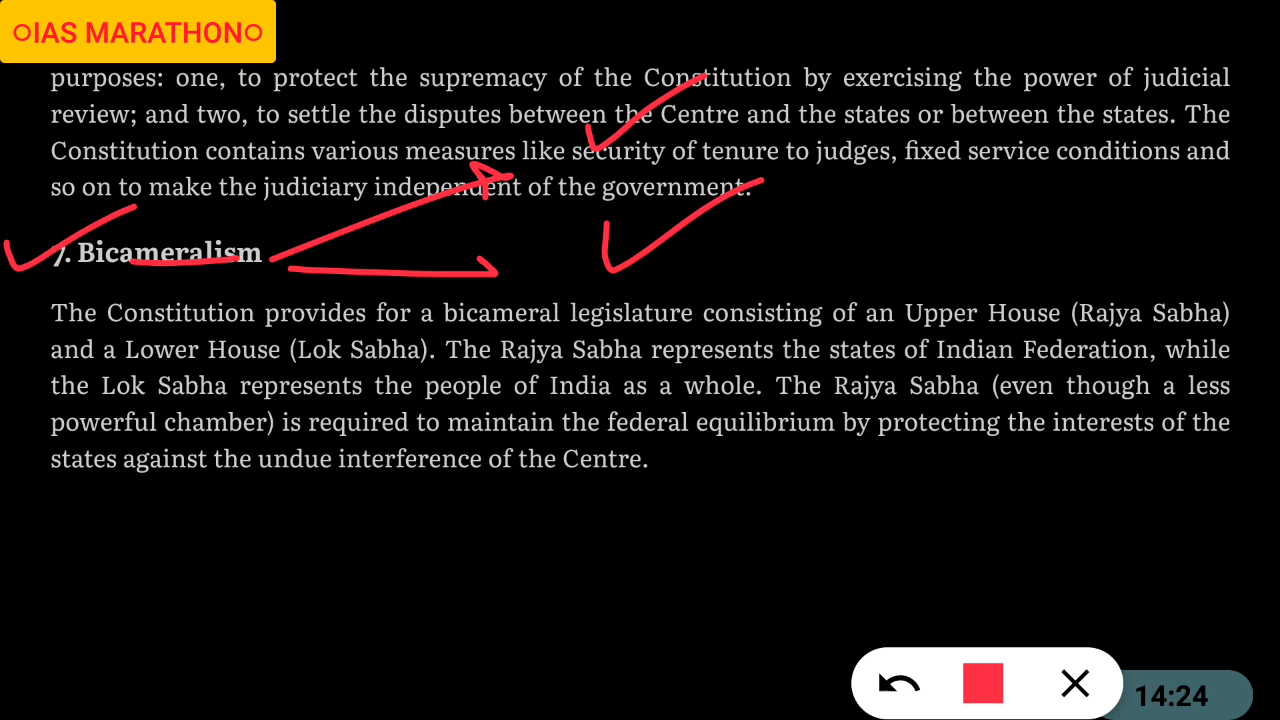 ○IAS MARATHON○
purposes: one, to protect the supremacy of the Constitution by exercising the power of judicial
review; and two, to settle the disputes between the Centre and the states or between the states. The
Constitution contains various measures like security of tenure to judges, fixed service conditions and
so on to make the judiciary independent of the government.
7. Bicameralism
The Constitution provides for a bicameral legislature consisting of an Upper House (Rajya Sabha)
and a Lower House (Lok Sabha). The Rajya Sabha represents the states of Indian Federation, while
the Lok Sabha represents the people of India as a whole. The Rajya Sabha (even though a less
powerful chamber) is required to maintain the federal equilibrium by protecting the interests of the
states against the undue interference of the Centre.
14:24